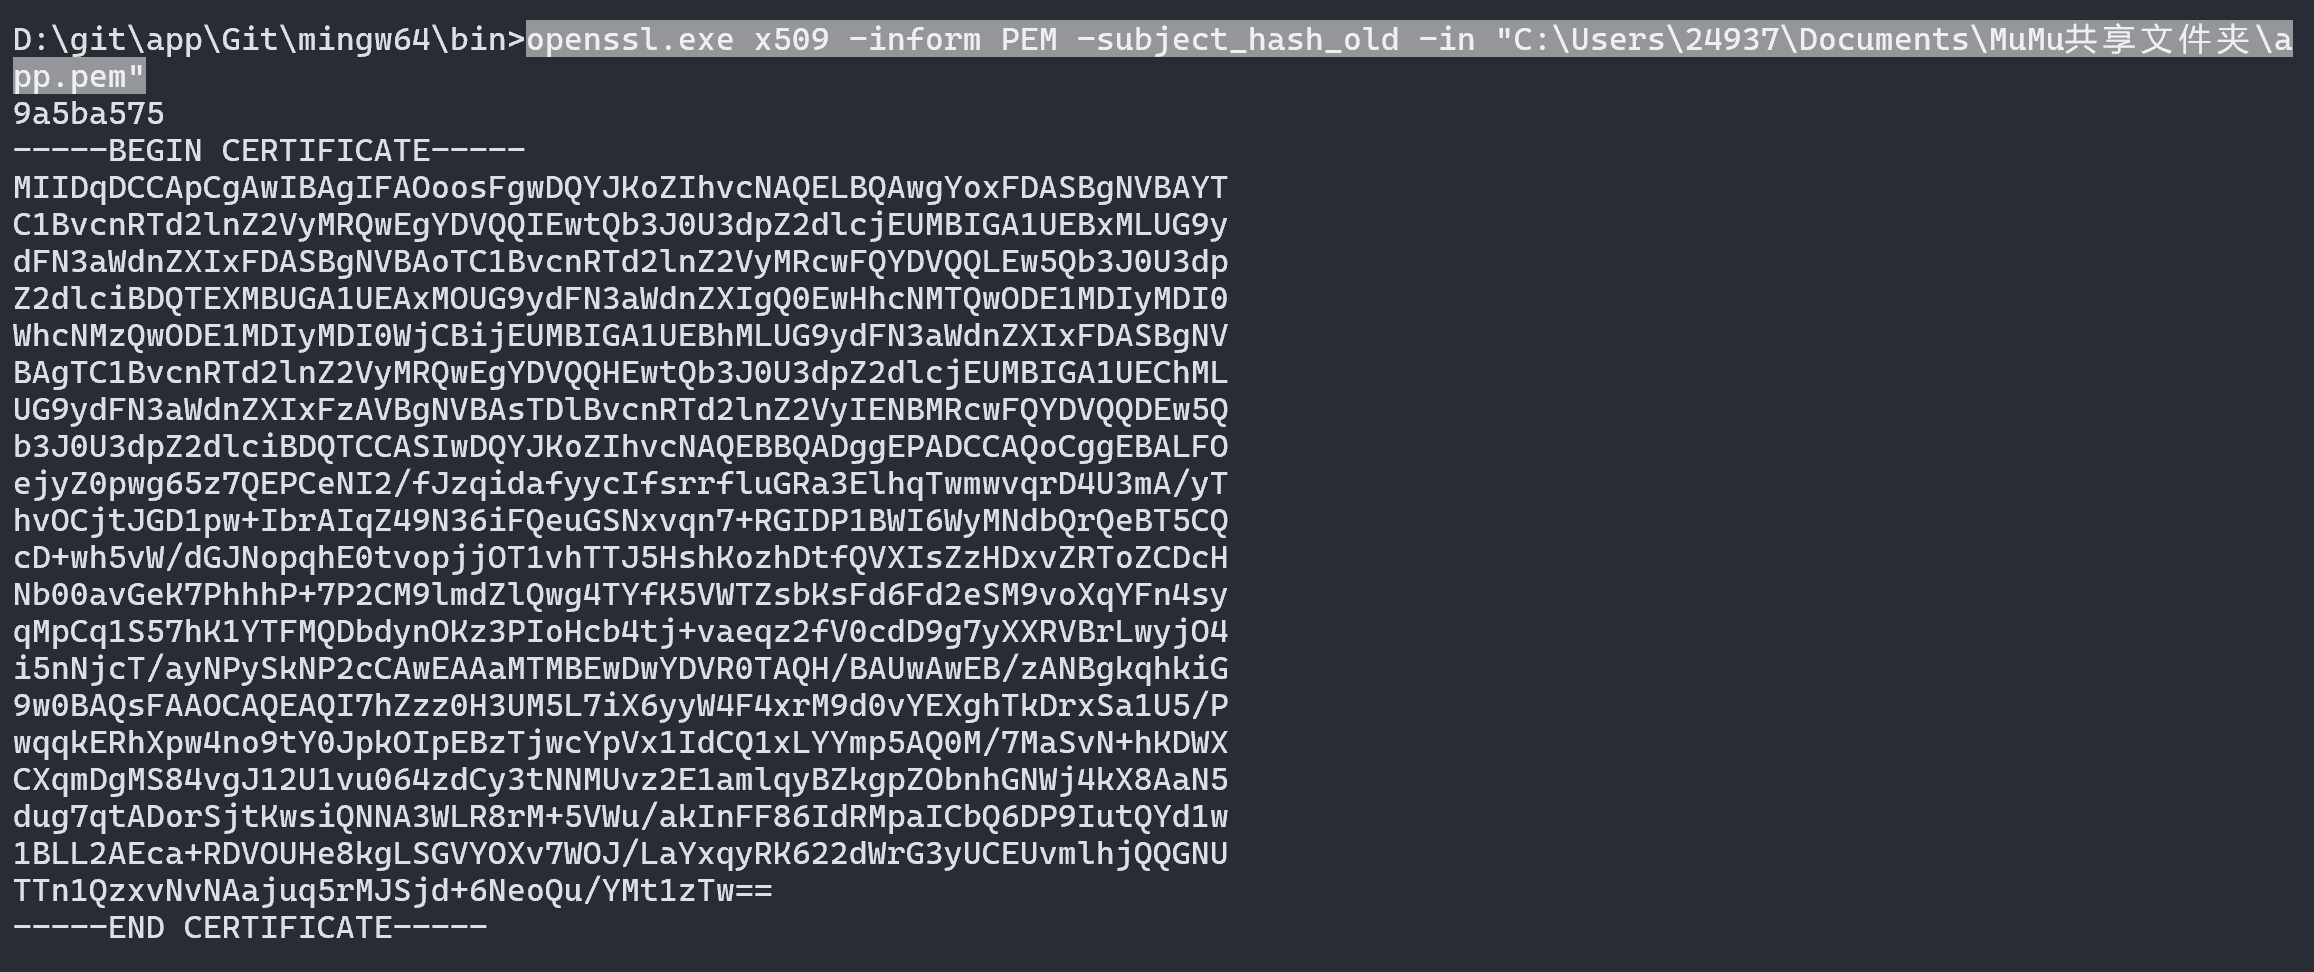 D:\git\app\Git\mingw64\bin>openssl.exe x509 -inform PEM -subject_hash_old -in "C:\Users\24937\Documents\MuMu共享文件夹\a
pp.pem"
9a5ba575
-----BEGIN CERTIFICATE-----
MIIDqDCCApCgAwIBAgIFAOoosFgwDQYJKoZIhvcNAQELBQAwgYoxFDASBgNVBAYT
C1BvcnRTd2lnZ2VyMRQwEgYDVQQIEwtQb3J0U3dpZ2dlcjEUMBIGA1UEBxMLUG9y
dFN3aWdnZXIxFDASBgNVBAoTC1BvcnRTd2lnZ2VyMRcwFQYDVQQLEw5Qb3J0U3dp
Z2dlciBDQTEXMBUGA1UEAxMOUG9ydFN3aWdnZXIgQ0EwHhcNMTQwODE1MDIyMDI0
WhcNMzQwODE1MDIyMDI0WjCBijEUMBIGA1UEBhMLUG9ydFN3aWdnZXIxFDASBgNV
BAgTC1BvcnRTd2lnZ2VyMRQwEgYDVQQHEwtQb3J0U3dpZ2dlcjEUMBIGA1UEChML
UG9ydFN3aWdnZXIxFzAVBgNVBAsTDlBvcnRTd2lnZ2VyIENBMRcwFQYDVQQDEw5Q
b3J0U3dpZ2dlciBDQTCCASIwDQYJKoZIhvcNAQEBBQADggEPADCCAQoCggEBALFO
ejyZ0pwg65z7QEPCeNI2/fJzqidafyycIfsrrfluGRa3ElhqTwmwvqrD4U3mA/yT
hvOCjtJGD1pw+IbrAIqZ49N36iFQeuGSNxvqn7+RGIDP1BWI6WyMNdbQrQeBT5CQ
cD+wh5vW/dGJNopqhE0tvopjjOT1vhTTJ5HshKozhDtfQVXIsZzHDxvZRToZCDcH
Nb00avGeK7PhhhP+7P2CM9lmdZlQwg4TYfK5VWTZsbKsFd6Fd2eSM9voXqYFn4sy
qMpCq1S57hK1YTFMQDbdynOKz3PIoHcb4tj+vaeqz2fV0cdD9g7yXXRVBrLwyjO4
i5nNjcT/ayNPySkNP2cCAwEAAaMTMBEwDwYDVR0TAQH/BAUwAwEB/zANBgkqhkiG
9w0BAQsFAAOCAQEAQI7hZzz0H3UM5L7iX6yyW4F4xrM9d0vYEXghTkDrxSa1U5/P
wqqkERhXpw4no9tY0JpkOIpEBzTjwcYpVx1IdCQ1xLYYmp5AQ0M/7MaSvN+hKDWX
CXqmDgMS84vgJ12U1vu064zdCy3tNNMUvz2E1amlqyBZkgpZObnhGNWj4kX8AaN5
dug7qtADorSjtKwsiQNNA3WLR8rM+5VWu/akInFF86IdRMpaICbQ6DP9IutQYd1w
1BLL2AEca+RDVOUHe8kgLSGVYOXv7WOJ/LaYxqyRK622dWrG3yUCEUvmlhjQQGNU
TTn1QzxvNvNAajuq5rMJSjd+6NeoQu/YMt1zTw==
-----END CERTIFICATE-----